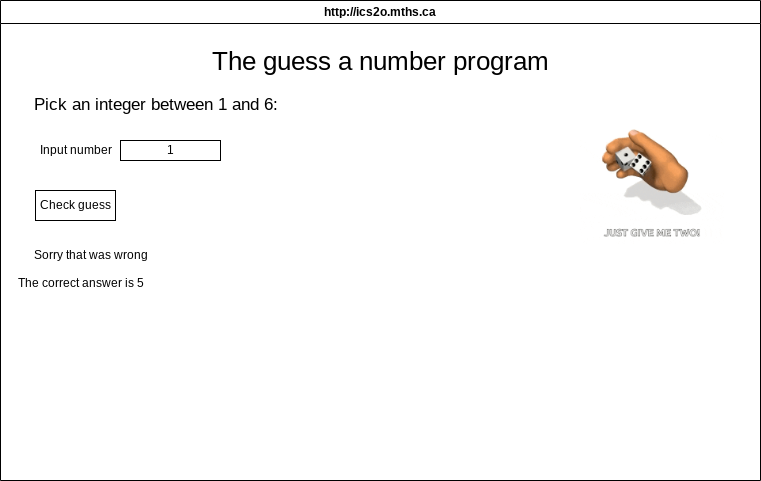 http://ics2o.mths.ca
The guess a number program
Pick an integer between 1 and 6:
Input number 1
Check guess
JUST GIVE ME TWO!
Sorry that was wrong
The correct answer is 5